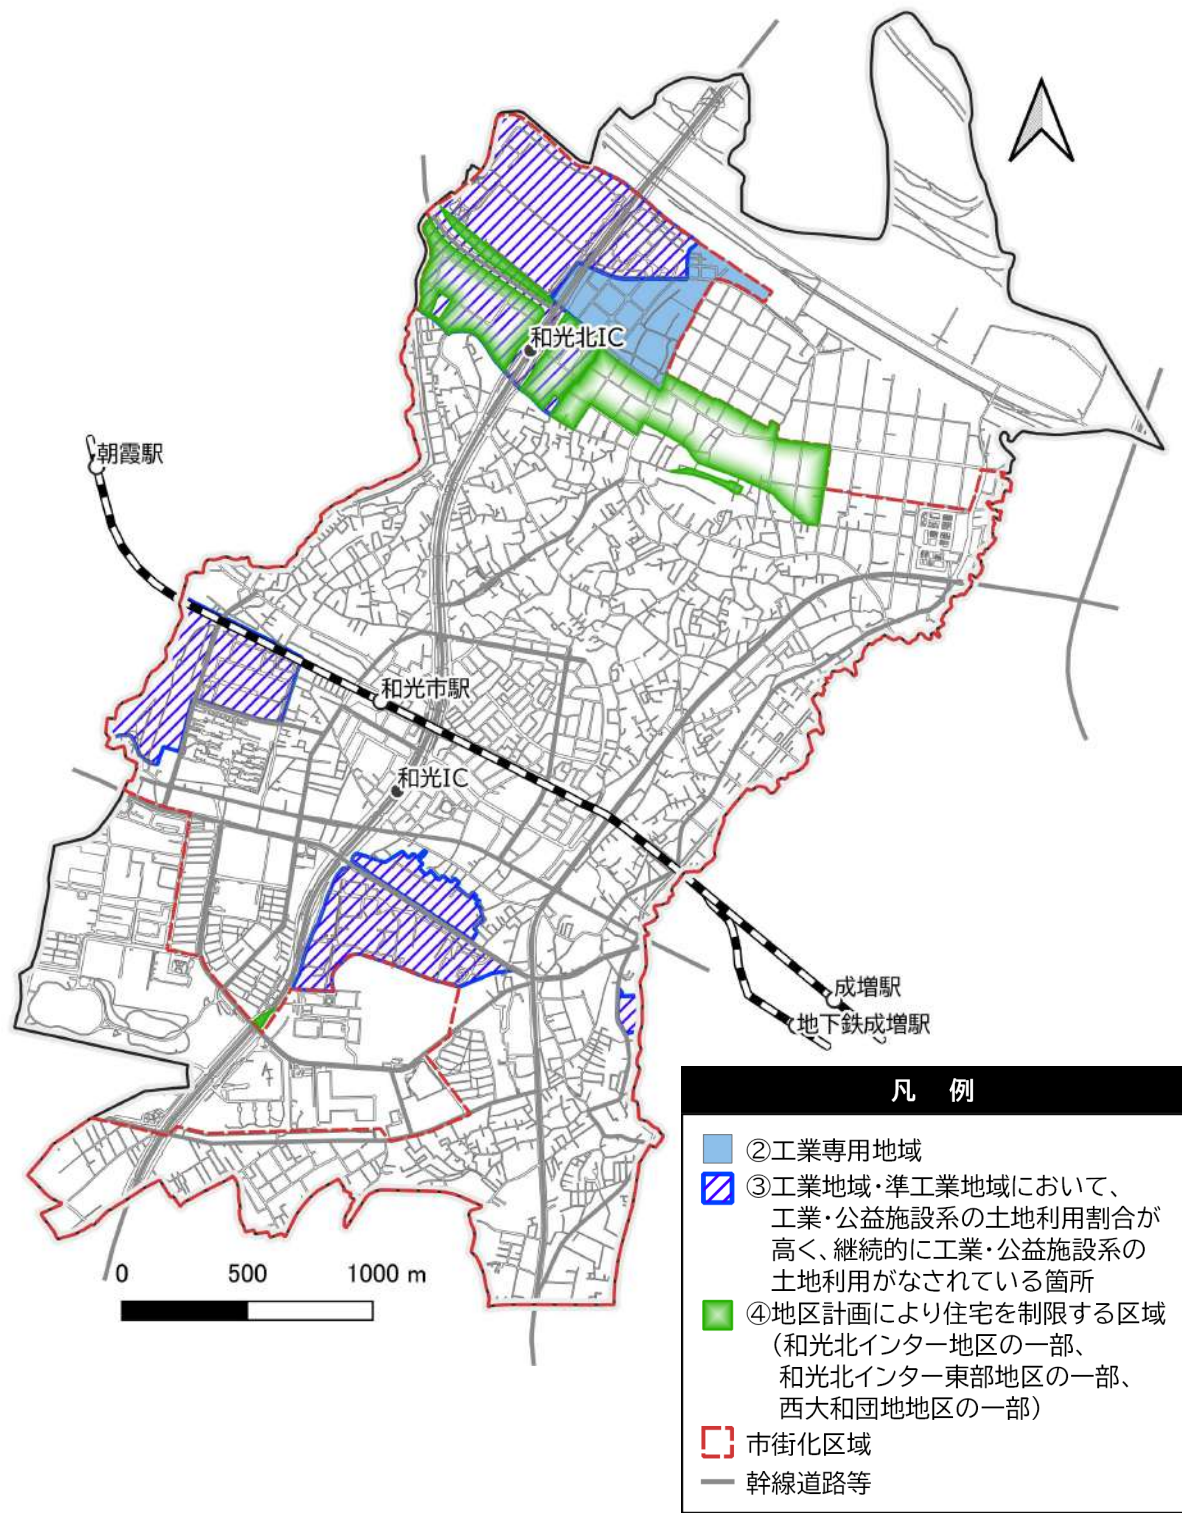 和光北IC
朝霞駅
和光市駅
和光IC
成増駅
地下鉄成増駅
0 500 1000 m
凡 例
②工業専用地域
③工業地域・準工業地域において、
工業・公益施設系の土地利用割合が
高く、継続的に工業・公益施設系の
土地利用がなされている箇所
④地区計画により住宅を制限する区域
（和光北インター地区の一部、
和光北インター東部地区の一部、
西大和団地地区の一部）
市街化区域
幹線道路等